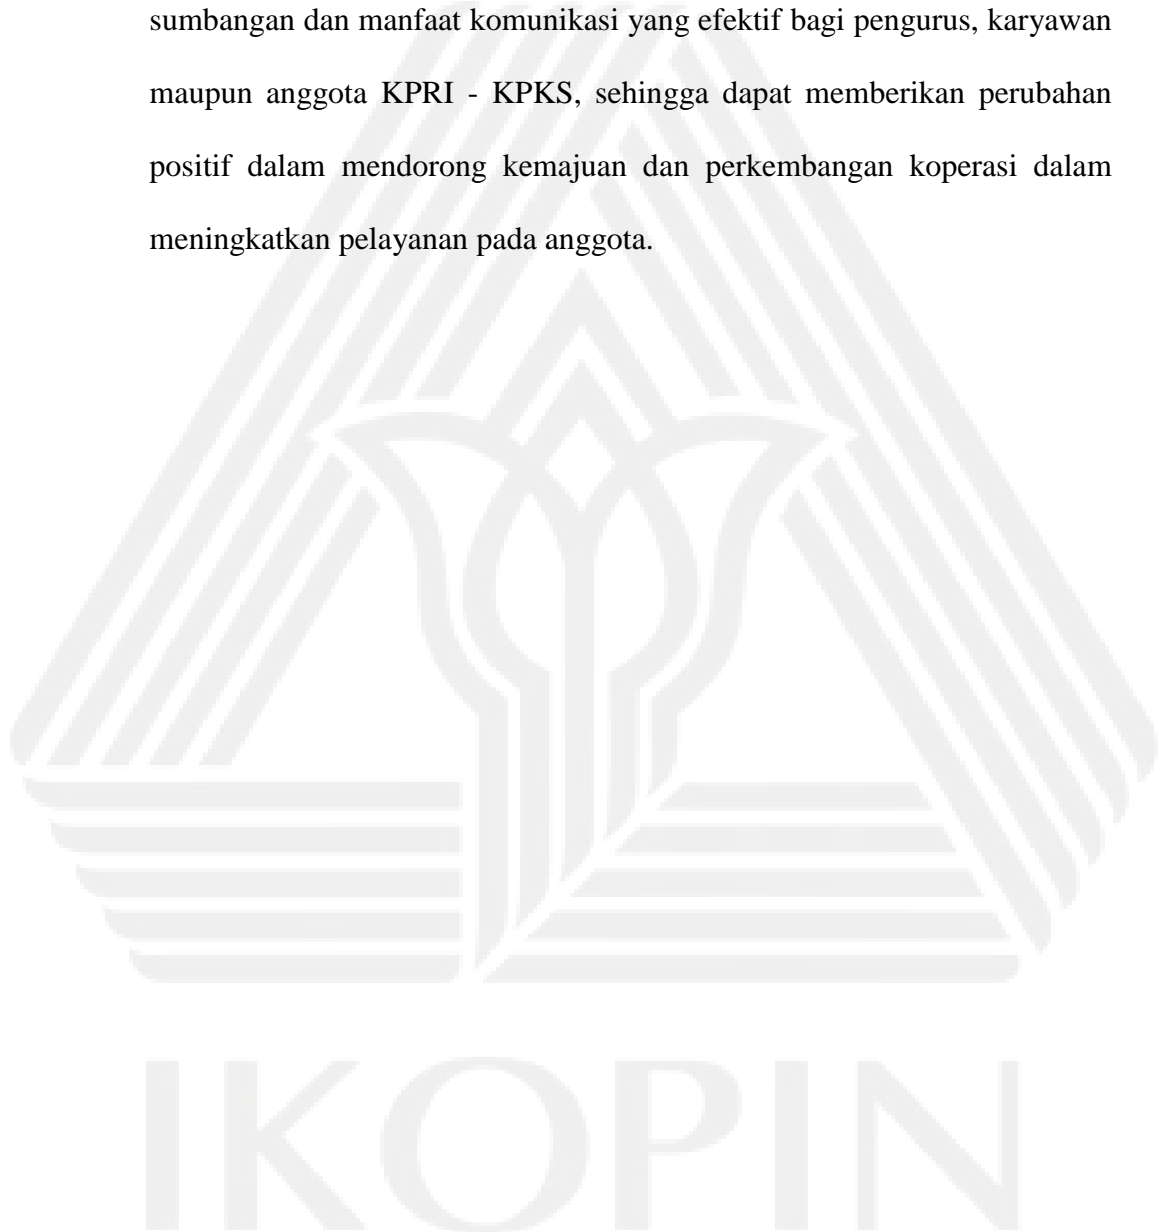 sumbangan dan manfaat komunikasi yang efektif bagi pengurus, karyawan
maupun anggota KPRI - KPKS, sehingga dapat memberikan perubahan
positif dalam mendorong kemajuan dan perkembangan koperasi dalam
meningkatkan pelayanan pada anggota.
IKOPIN